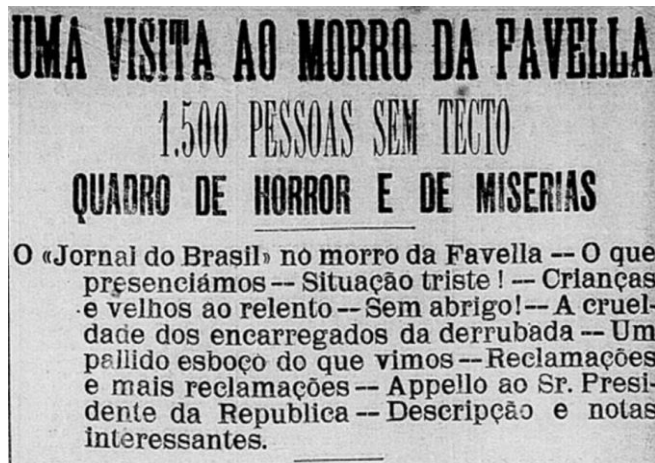 UMA VISITA AO MORRO DA FAVELLA
1.500 PESSOAS SEM TECTO
QUADRO DE HORROR E DE MISERIAS
O «Jornal do Brasil» no morro da Favella -- O que
presenciámos -- Situação triste ! -- Crianças
e velhos ao relento -- Sem abrigo! -- A cruel-
dade dos encarregados da derrubada -- Um
pallido esboço do que vimos -- Reclamações
e mais reclamações -- Appello ao Sr. Presi-
dente da Republica -- Descripção e notas
interessantes.